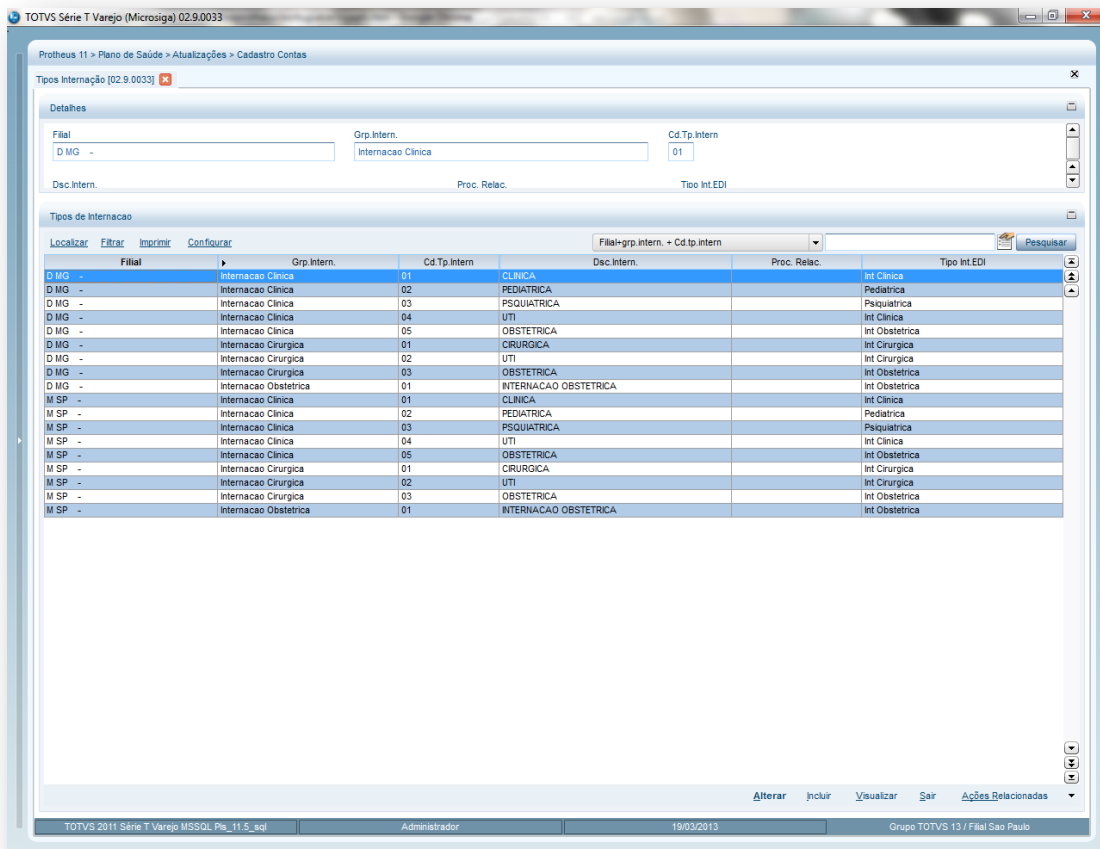 TOTVS Série T Varejo (Microsiga) 02.9.0033
Protheus 11 > Plano de Saúde > Atualizações > Cadastro Contas
Tipos Internação [02.9.0033]
Detalhes
Filial Grp.Intern. Cd.Tp.Intern
D MG - Internacao Clinica 01
Dsc.Intern. Proc. Relac. Tipo Int.EDI
Tipos de Internacao
Localizar Filtrar Imprimir Configurar Filial+grp.intern. + Cd.tp.intern Pesquisar
Filial Grp.Intern. Cd.Tp.Intern Dsc.Intern. Proc. Relac. Tipo Int.EDI
D MG - Internacao Clinica 01 CLINICA Int Clinica
D MG - Internacao Clinica 02 PEDIATRICA Pediatrica
D MG - Internacao Clinica 03 PSQUIATRICA Psiquiatrica
D MG - Internacao Clinica 04 UTI Int Clinica
D MG - Internacao Clinica 05 OBSTETRICA Int Obstetrica
D MG - Internacao Cirurgica 01 CIRURGICA Int Cirurgica
D MG - Internacao Cirurgica 02 UTI Int Cirurgica
D MG - Internacao Cirurgica 03 OBSTETRICA Int Obstetrica
D MG - Internacao Obstetrica 01 INTERNACAO OBSTETRICA Int Obstetrica
M SP - Internacao Clinica 01 CLINICA Int Clinica
M SP - Internacao Clinica 02 PEDIATRICA Pediatrica
M SP - Internacao Clinica 03 PSQUIATRICA Psiquiatrica
M SP - Internacao Clinica 04 UTI Int Clinica
M SP - Internacao Clinica 05 OBSTETRICA Int Obstetrica
M SP - Internacao Cirurgica 01 CIRURGICA Int Cirurgica
M SP - Internacao Cirurgica 02 UTI Int Cirurgica
M SP - Internacao Cirurgica 03 OBSTETRICA Int Obstetrica
M SP - Internacao Obstetrica 01 INTERNACAO OBSTETRICA Int Obstetrica
Alterar Incluir Visualizar Sair Ações Relacionadas
TOTVS 2011 Série T Varejo MSSQL Pls_11.5_sql Administrador 19/03/2013 Grupo TOTVS 13 / Filial Sao Paulo